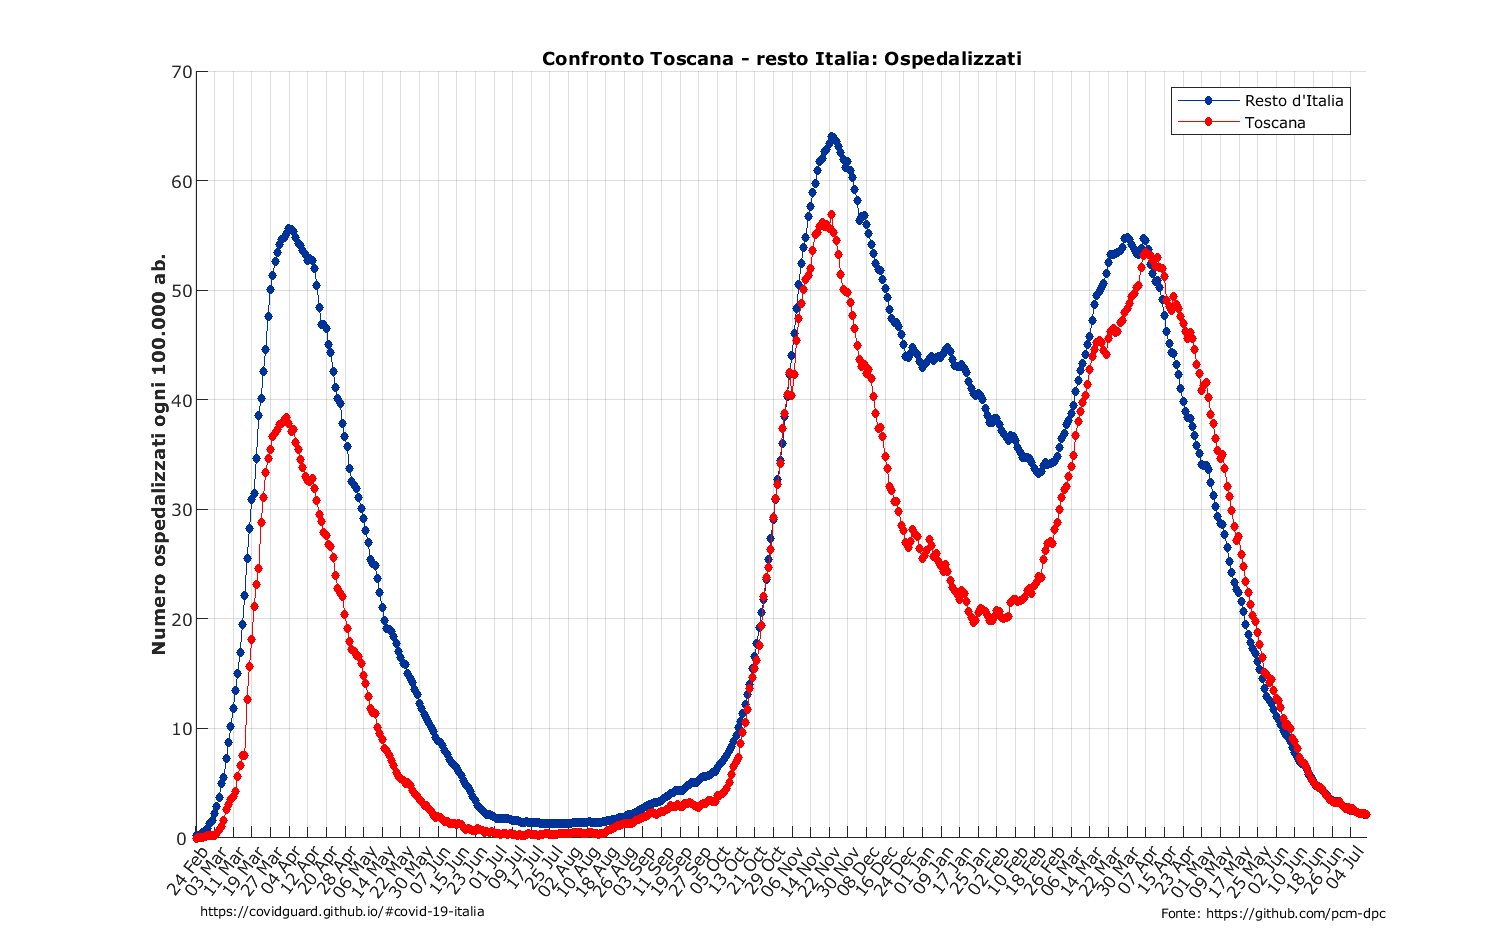 Confronto Toscana - resto Italia: Ospedalizzati
Resto d'Italia
Toscana
Numero ospedalizzati ogni 100.000 ab.
70
60
50
40
30
20
10
0
24 Feb
03 Mar
11 Mar
19 Mar
27 Mar
04 Apr
12 Apr
20 Apr
28 Apr
06 May
14 May
22 May
30 May
07 Jun
15 Jun
23 Jun
01 Jul
09 Jul
17 Jul
25 Jul
02 Aug
10 Aug
18 Aug
26 Aug
03 Sep
11 Sep
19 Sep
27 Sep
05 Oct
13 Oct
21 Oct
29 Oct
06 Nov
14 Nov
22 Nov
30 Nov
08 Dec
16 Dec
24 Dec
01 Jan
09 Jan
17 Jan
25 Jan
02 Feb
10 Feb
18 Feb
26 Feb
06 Mar
14 Mar
22 Mar
30 Mar
07 Apr
15 Apr
23 Apr
01 May
09 May
17 May
25 May
02 Jun
10 Jun
18 Jun
26 Jun
04 Jul
https://covidguard.github.io/#covid-19-italia
Fonte: https://github.com/pcm-dpc